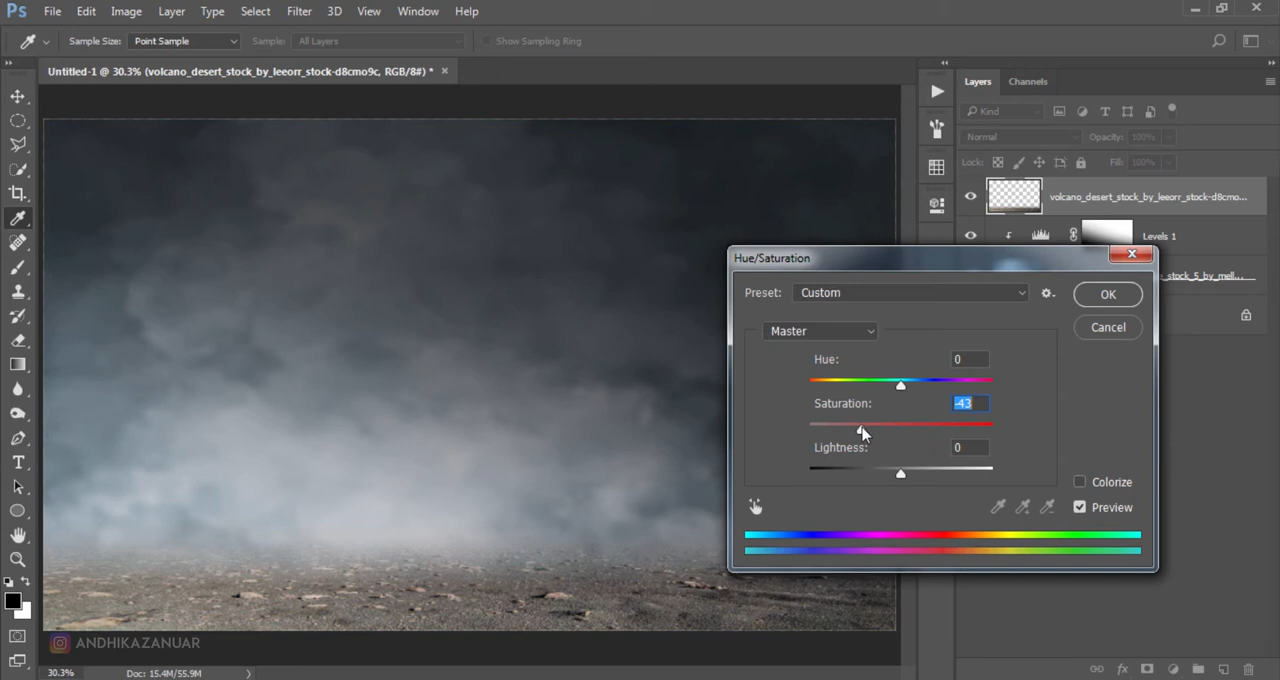 Ps File Edit Image Layer Type Select Filter 3D View Window Help
Sample Size: Point Sample Sample: All Layers Show Sampling Ring
Untitled-1 @ 30.3% (volcano_desert_stock_by_leeorr_stock-d8cmo9c, RGB/8#) *
Layers Channels
Kind
Normal Opacity: 100%
Lock: Fill: 100%
volcano_desert_stock_by_leeorr_stock-d8cmo...
Levels 1
_stock_5_by_mell...
Hue/Saturation
Preset: Custom OK
Master Cancel
Hue: 0
Saturation: -43
Lightness: 0
Colorize
Preview
ANDHIKAZANUAR
30.3% Doc: 15.4M/55.9M